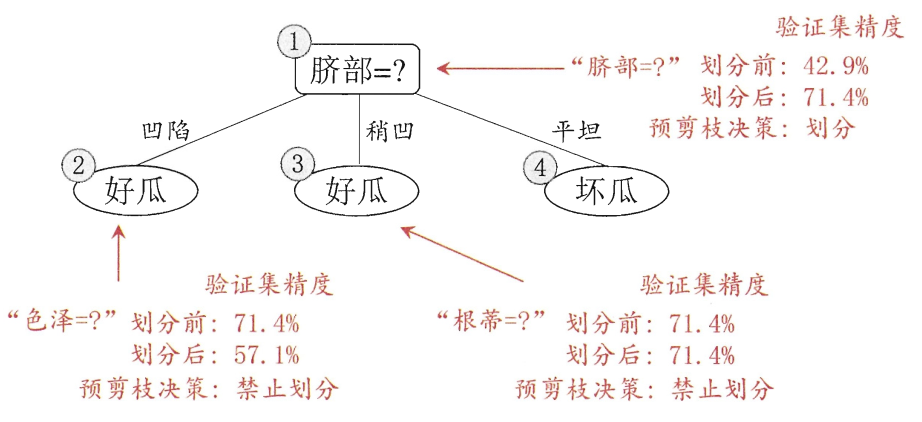 验证集精度
①
脐部=?
“脐部=?” 划分前: 42.9%
划分后: 71.4%
预剪枝决策: 划分
凹陷
稍凹
平坦
②
好瓜
③
好瓜
④
坏瓜
验证集精度
“色泽=?” 划分前: 71.4%
划分后: 57.1%
预剪枝决策: 禁止划分
验证集精度
“根蒂=?” 划分前: 71.4%
划分后: 71.4%
预剪枝决策: 禁止划分